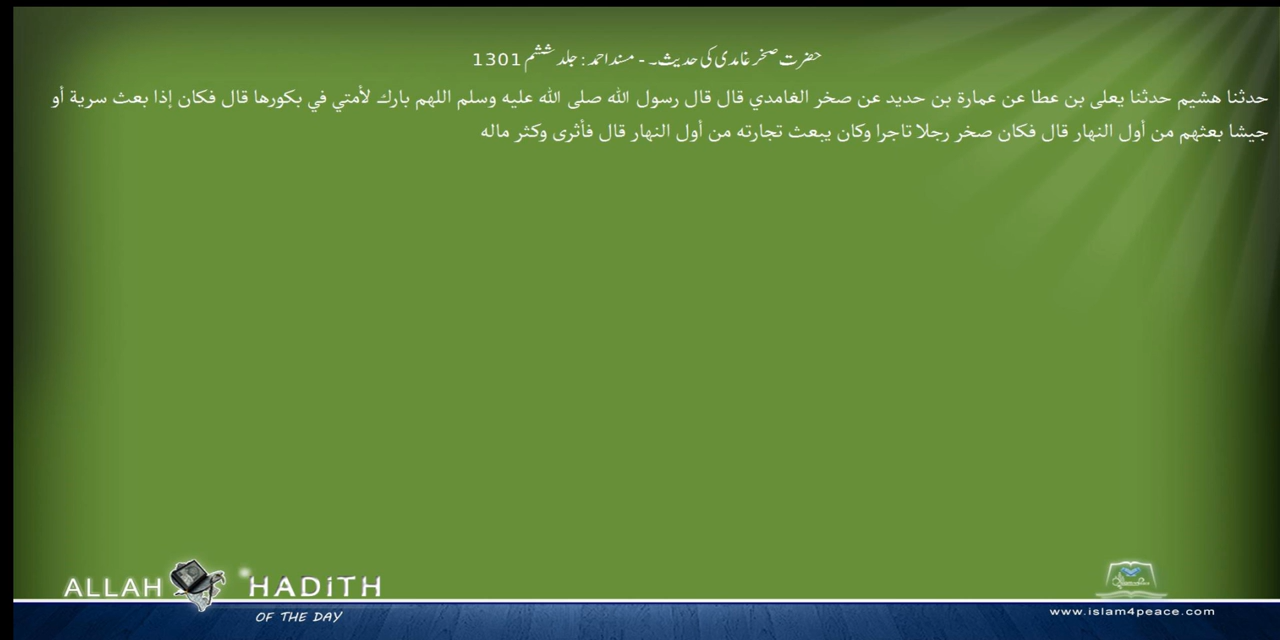 حضرت صخر غامدی کی حدیث۔ - مسند احمد : جلد ششم 1301
حدثنا هشيم حدثنا يعلى بن عطا عن عمارة بن حديد عن صخر الغامدي قال قال رسول الله صلى الله عليه وسلم اللهم بارك لأمتي في بكورها قال فكان إذا بعث سرية أو
جيشا بعثهم من أول النهار قال فكان صخر رجلا تاجرا وكان يبعث تجارته من أول النهار قال فأثرى وكثر ماله
ALLAH HADITH
OF THE DAY
www.islam4peace.com